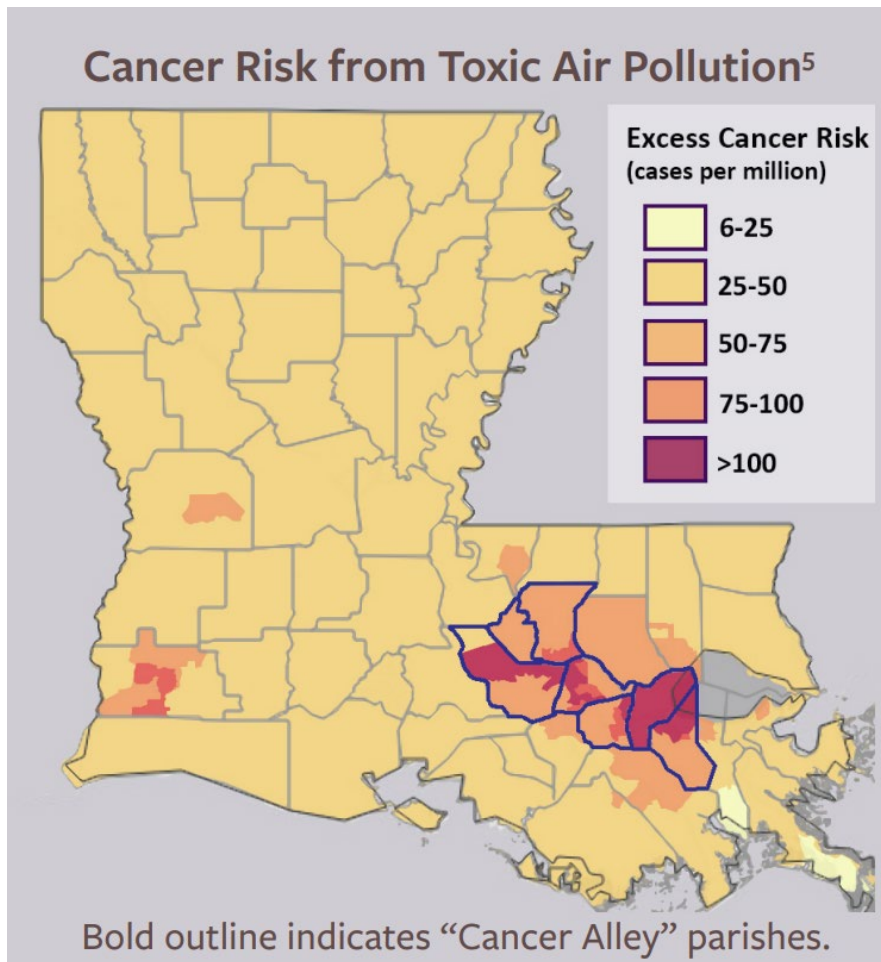 Cancer Risk from Toxic Air Pollution⁵
Excess Cancer Risk
(cases per million)
6-25
25-50
50-75
75-100
>100
Bold outline indicates “Cancer Alley” parishes.